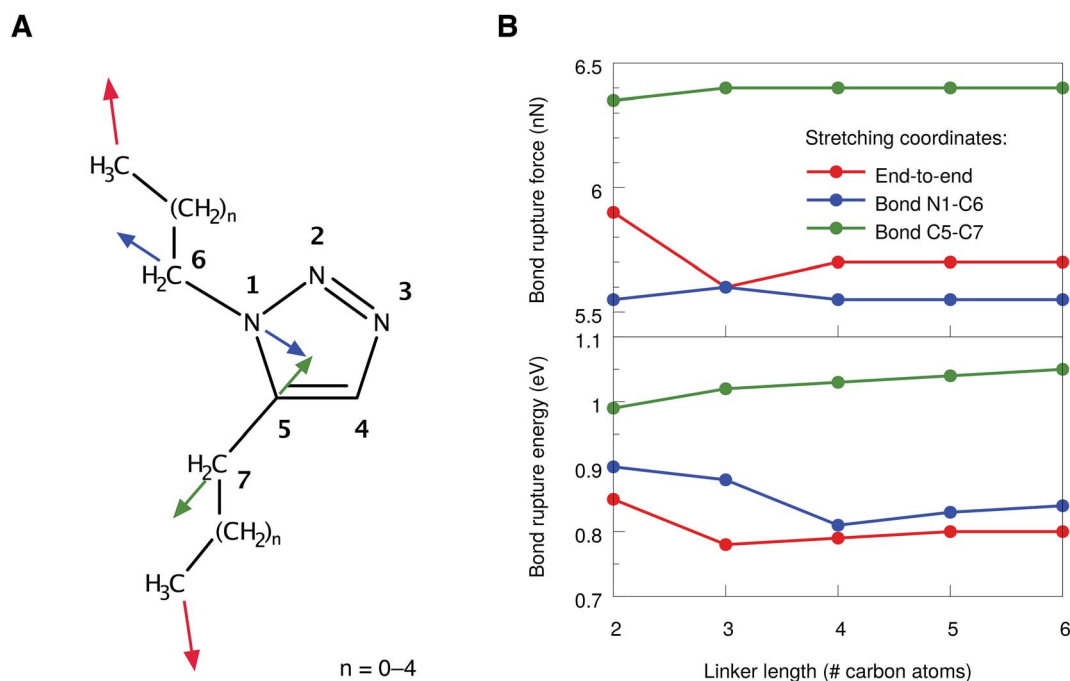 A
H₃C
(CH₂)n
H₂C
6
1
2
3
N
N
N
5
4
H₂C
7
(CH₂)n
H₃C
n = 0–4
B
Bond rupture force (nN)
6.5
6
5.5
Stretching coordinates:
End-to-end
Bond N1-C6
Bond C5-C7
Bond rupture energy (eV)
1.1
1
0.9
0.8
0.7
2 3 4 5 6
Linker length (# carbon atoms)